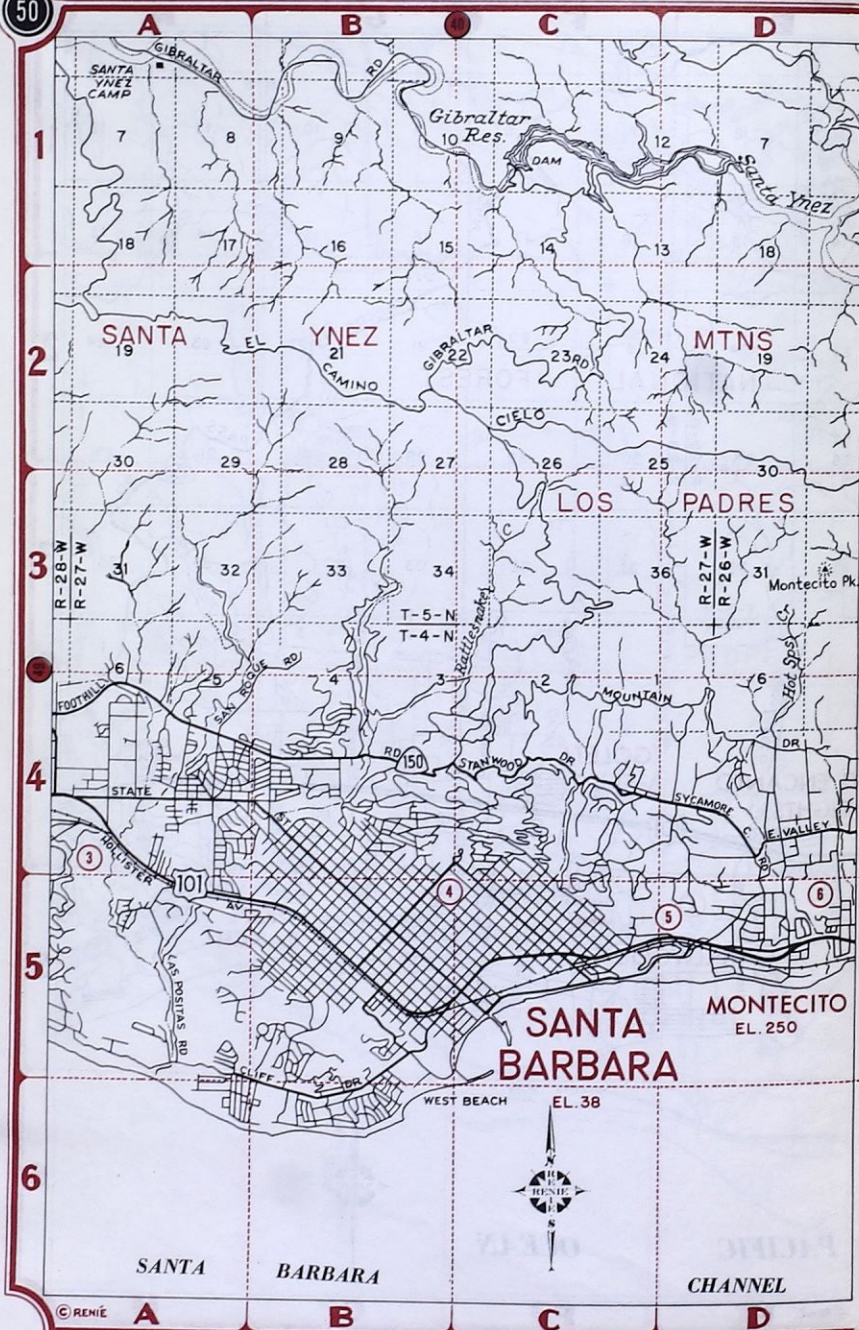 50
A B 40 C D
1
GIBRALTAR RD
SANTA
YNEZ
CAMP
Gibraltar
Res.
DAM
Santa Ynez
7 8 9 10 12 7
18 17 16 15 14 13 18
2
SANTA YNEZ MTNS
EL CAMINO CIELO
GIBRALTAR RD
19 21 22 23 24 19
30 29 28 27 26 25 30
LOS PADRES
3
R-28-W
R-27-W
31 32 33 34 36 31
R-27-W
R-26-W
Montecito Pk.
T-5-N
T-4-N
Rattlesnake C.
Hot Sps. C.
6 5 4 3 2 1 6
FOOTHILL RD
SAN ROQUE RD
MOUNTAIN DR
4
150
STANWOOD DR
STATE ST
SYCAMORE C. RD
E. VALLEY
3
HOLLISTER AV
101
4
5
6
5
LAS POSITAS RD
MONTECITO
EL. 250
SANTA
BARBARA
EL. 38
CLIFF DR
WEST BEACH
6
RENIE
SANTA BARBARA CHANNEL
© RENIE
A B C D